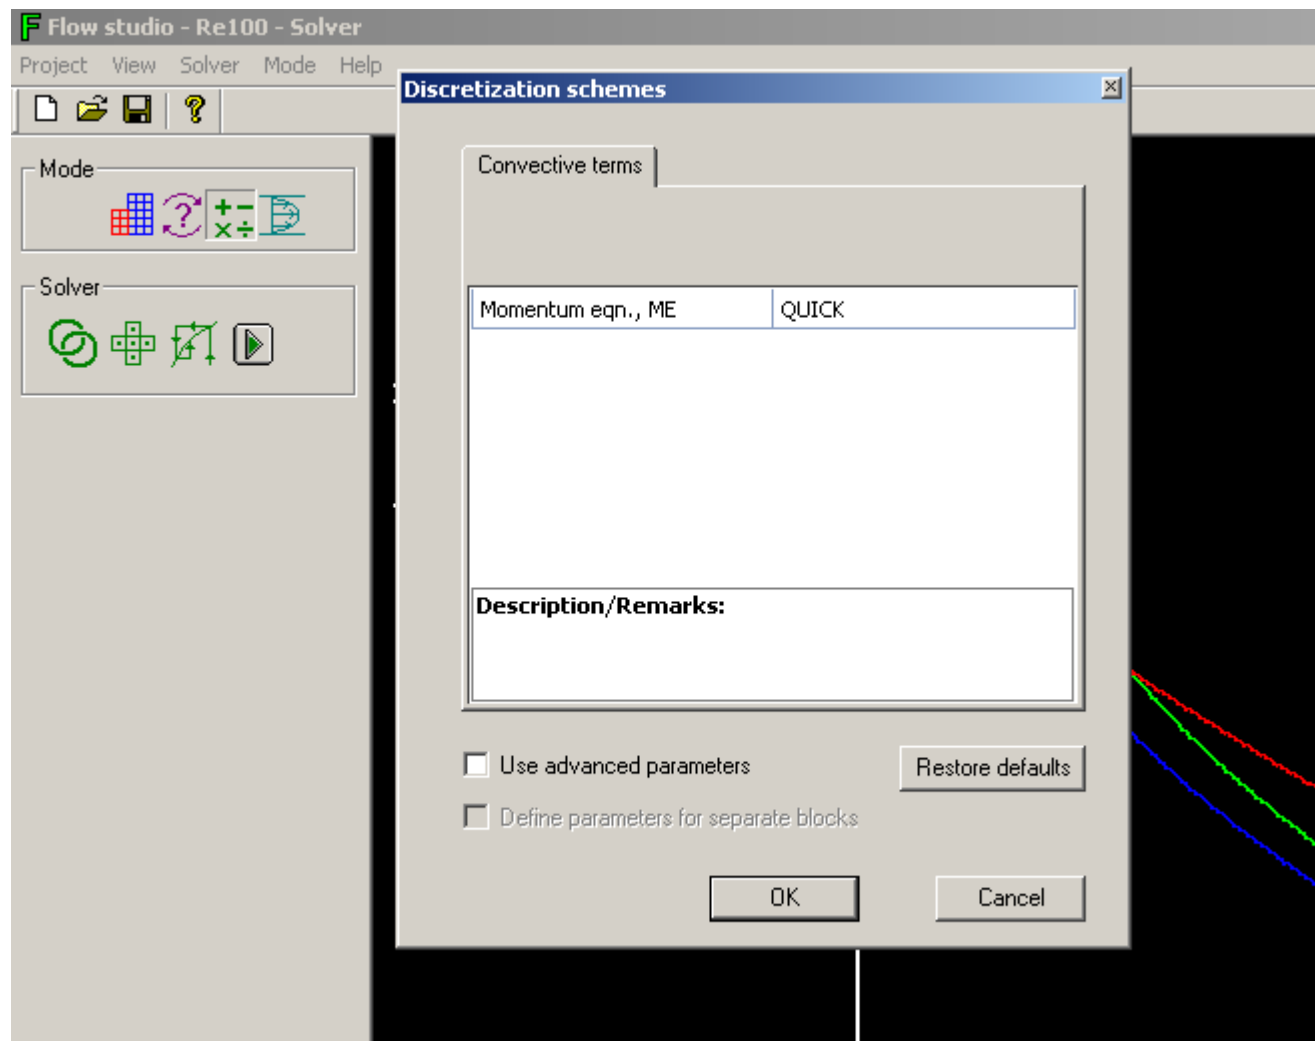 Flow studio - Re100 - Solver
Project View Solver Mode Help
Discretization schemes
Mode
Solver
Convective terms
Momentum eqn., ME QUICK
Description/Remarks:
Use advanced parameters
Restore defaults
Define parameters for separate blocks
OK Cancel